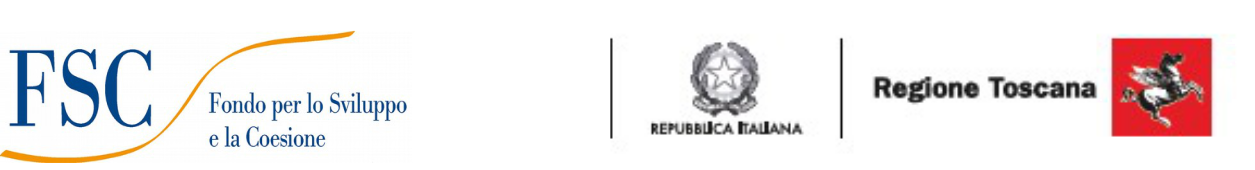 FSC
Fondo per lo Sviluppo
e la Coesione
REPUBBLICA ITALIANA
Regione Toscana